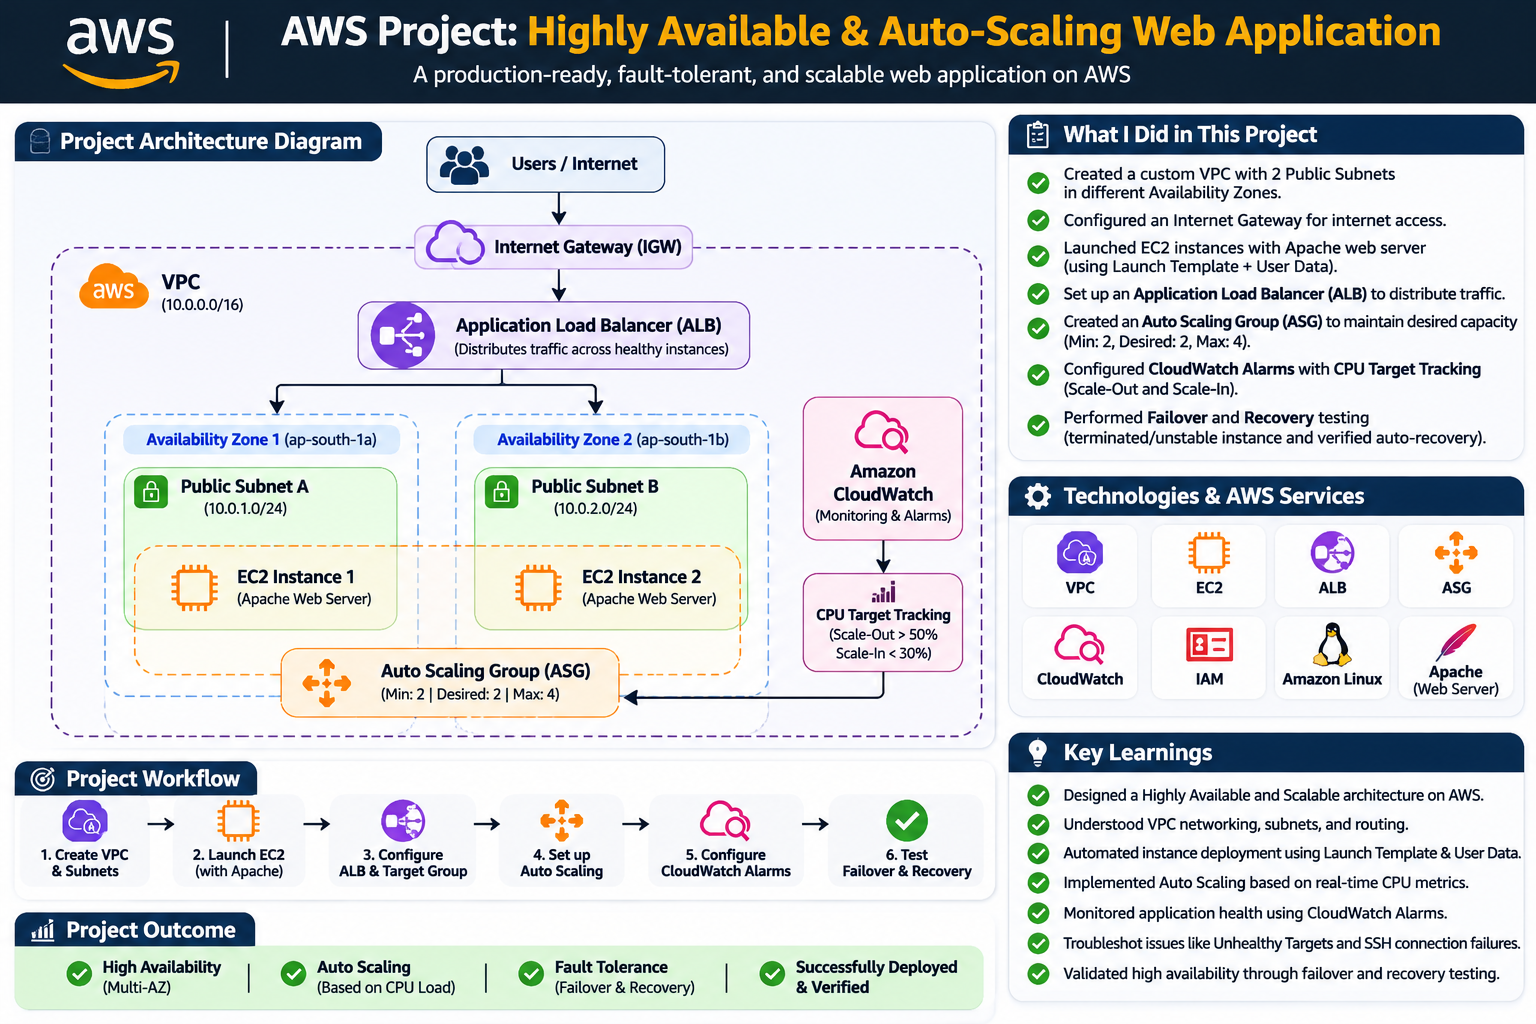 aws
AWS Project: Highly Available & Auto-Scaling Web Application
A production-ready, fault-tolerant, and scalable web application on AWS
Project Architecture Diagram
Users / Internet
Internet Gateway (IGW)
aws
VPC
(10.0.0.0/16)
Application Load Balancer (ALB)
(Distributes traffic across healthy instances)
Availability Zone 1 (ap-south-1a)
Availability Zone 2 (ap-south-1b)
Public Subnet A
(10.0.1.0/24)
Public Subnet B
(10.0.2.0/24)
EC2 Instance 1
(Apache Web Server)
EC2 Instance 2
(Apache Web Server)
Auto Scaling Group (ASG)
(Min: 2 | Desired: 2 | Max: 4)
Amazon
CloudWatch
(Monitoring & Alarms)
CPU Target Tracking
(Scale-Out > 50%
Scale-In < 30%)
Project Workflow
1. Create VPC
& Subnets
2. Launch EC2
(with Apache)
3. Configure
ALB & Target Group
4. Set up
Auto Scaling
5. Configure
CloudWatch Alarms
6. Test
Failover & Recovery
Project Outcome
High Availability
(Multi-AZ)
Auto Scaling
(Based on CPU Load)
Fault Tolerance
(Failover & Recovery)
Successfully Deployed
& Verified
What I Did in This Project
Created a custom VPC with 2 Public Subnets
in different Availability Zones.
Configured an Internet Gateway for internet access.
Launched EC2 instances with Apache web server
(using Launch Template + User Data).
Set up an Application Load Balancer (ALB) to distribute traffic.
Created an Auto Scaling Group (ASG) to maintain desired capacity
(Min: 2, Desired: 2, Max: 4).
Configured CloudWatch Alarms with CPU Target Tracking
(Scale-Out and Scale-In).
Performed Failover and Recovery testing
(terminated/unstable instance and verified auto-recovery).
Technologies & AWS Services
VPC
EC2
ALB
ASG
CloudWatch
IAM
Amazon Linux
Apache
(Web Server)
Key Learnings
Designed a Highly Available and Scalable architecture on AWS.
Understood VPC networking, subnets, and routing.
Automated instance deployment using Launch Template & User Data.
Implemented Auto Scaling based on real-time CPU metrics.
Monitored application health using CloudWatch Alarms.
Troubleshot issues like Unhealthy Targets and SSH connection failures.
Validated high availability through failover and recovery testing.